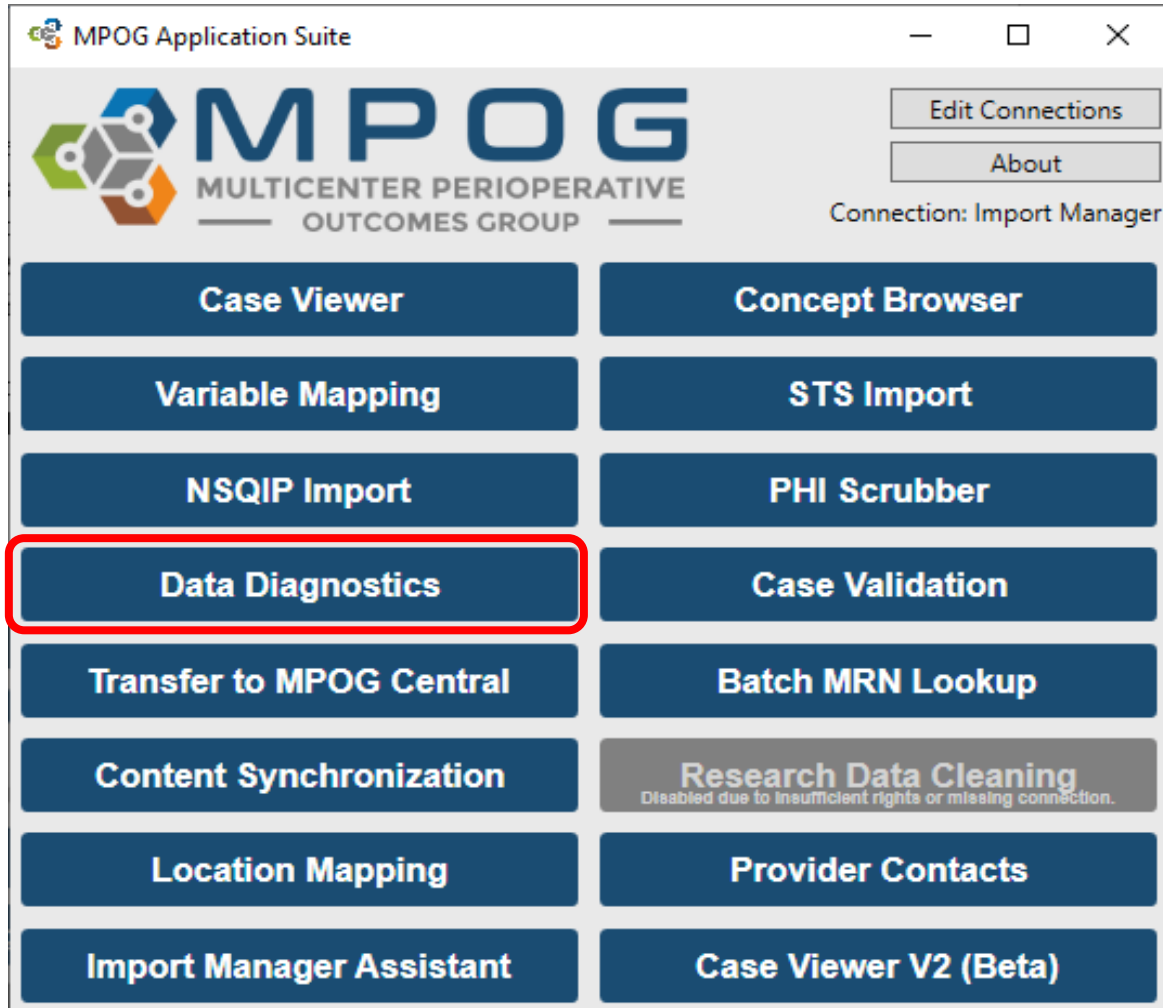 MPOG Application Suite
MPOG
MULTICENTER PERIOPERATIVE
OUTCOMES GROUP
Edit Connections
About
Connection: Import Manager
Case Viewer
Concept Browser
Variable Mapping
STS Import
NSQIP Import
PHI Scrubber
Data Diagnostics
Case Validation
Transfer to MPOG Central
Batch MRN Lookup
Content Synchronization
Research Data Cleaning
Disabled due to insufficient rights or missing connection.
Location Mapping
Provider Contacts
Import Manager Assistant
Case Viewer V2 (Beta)